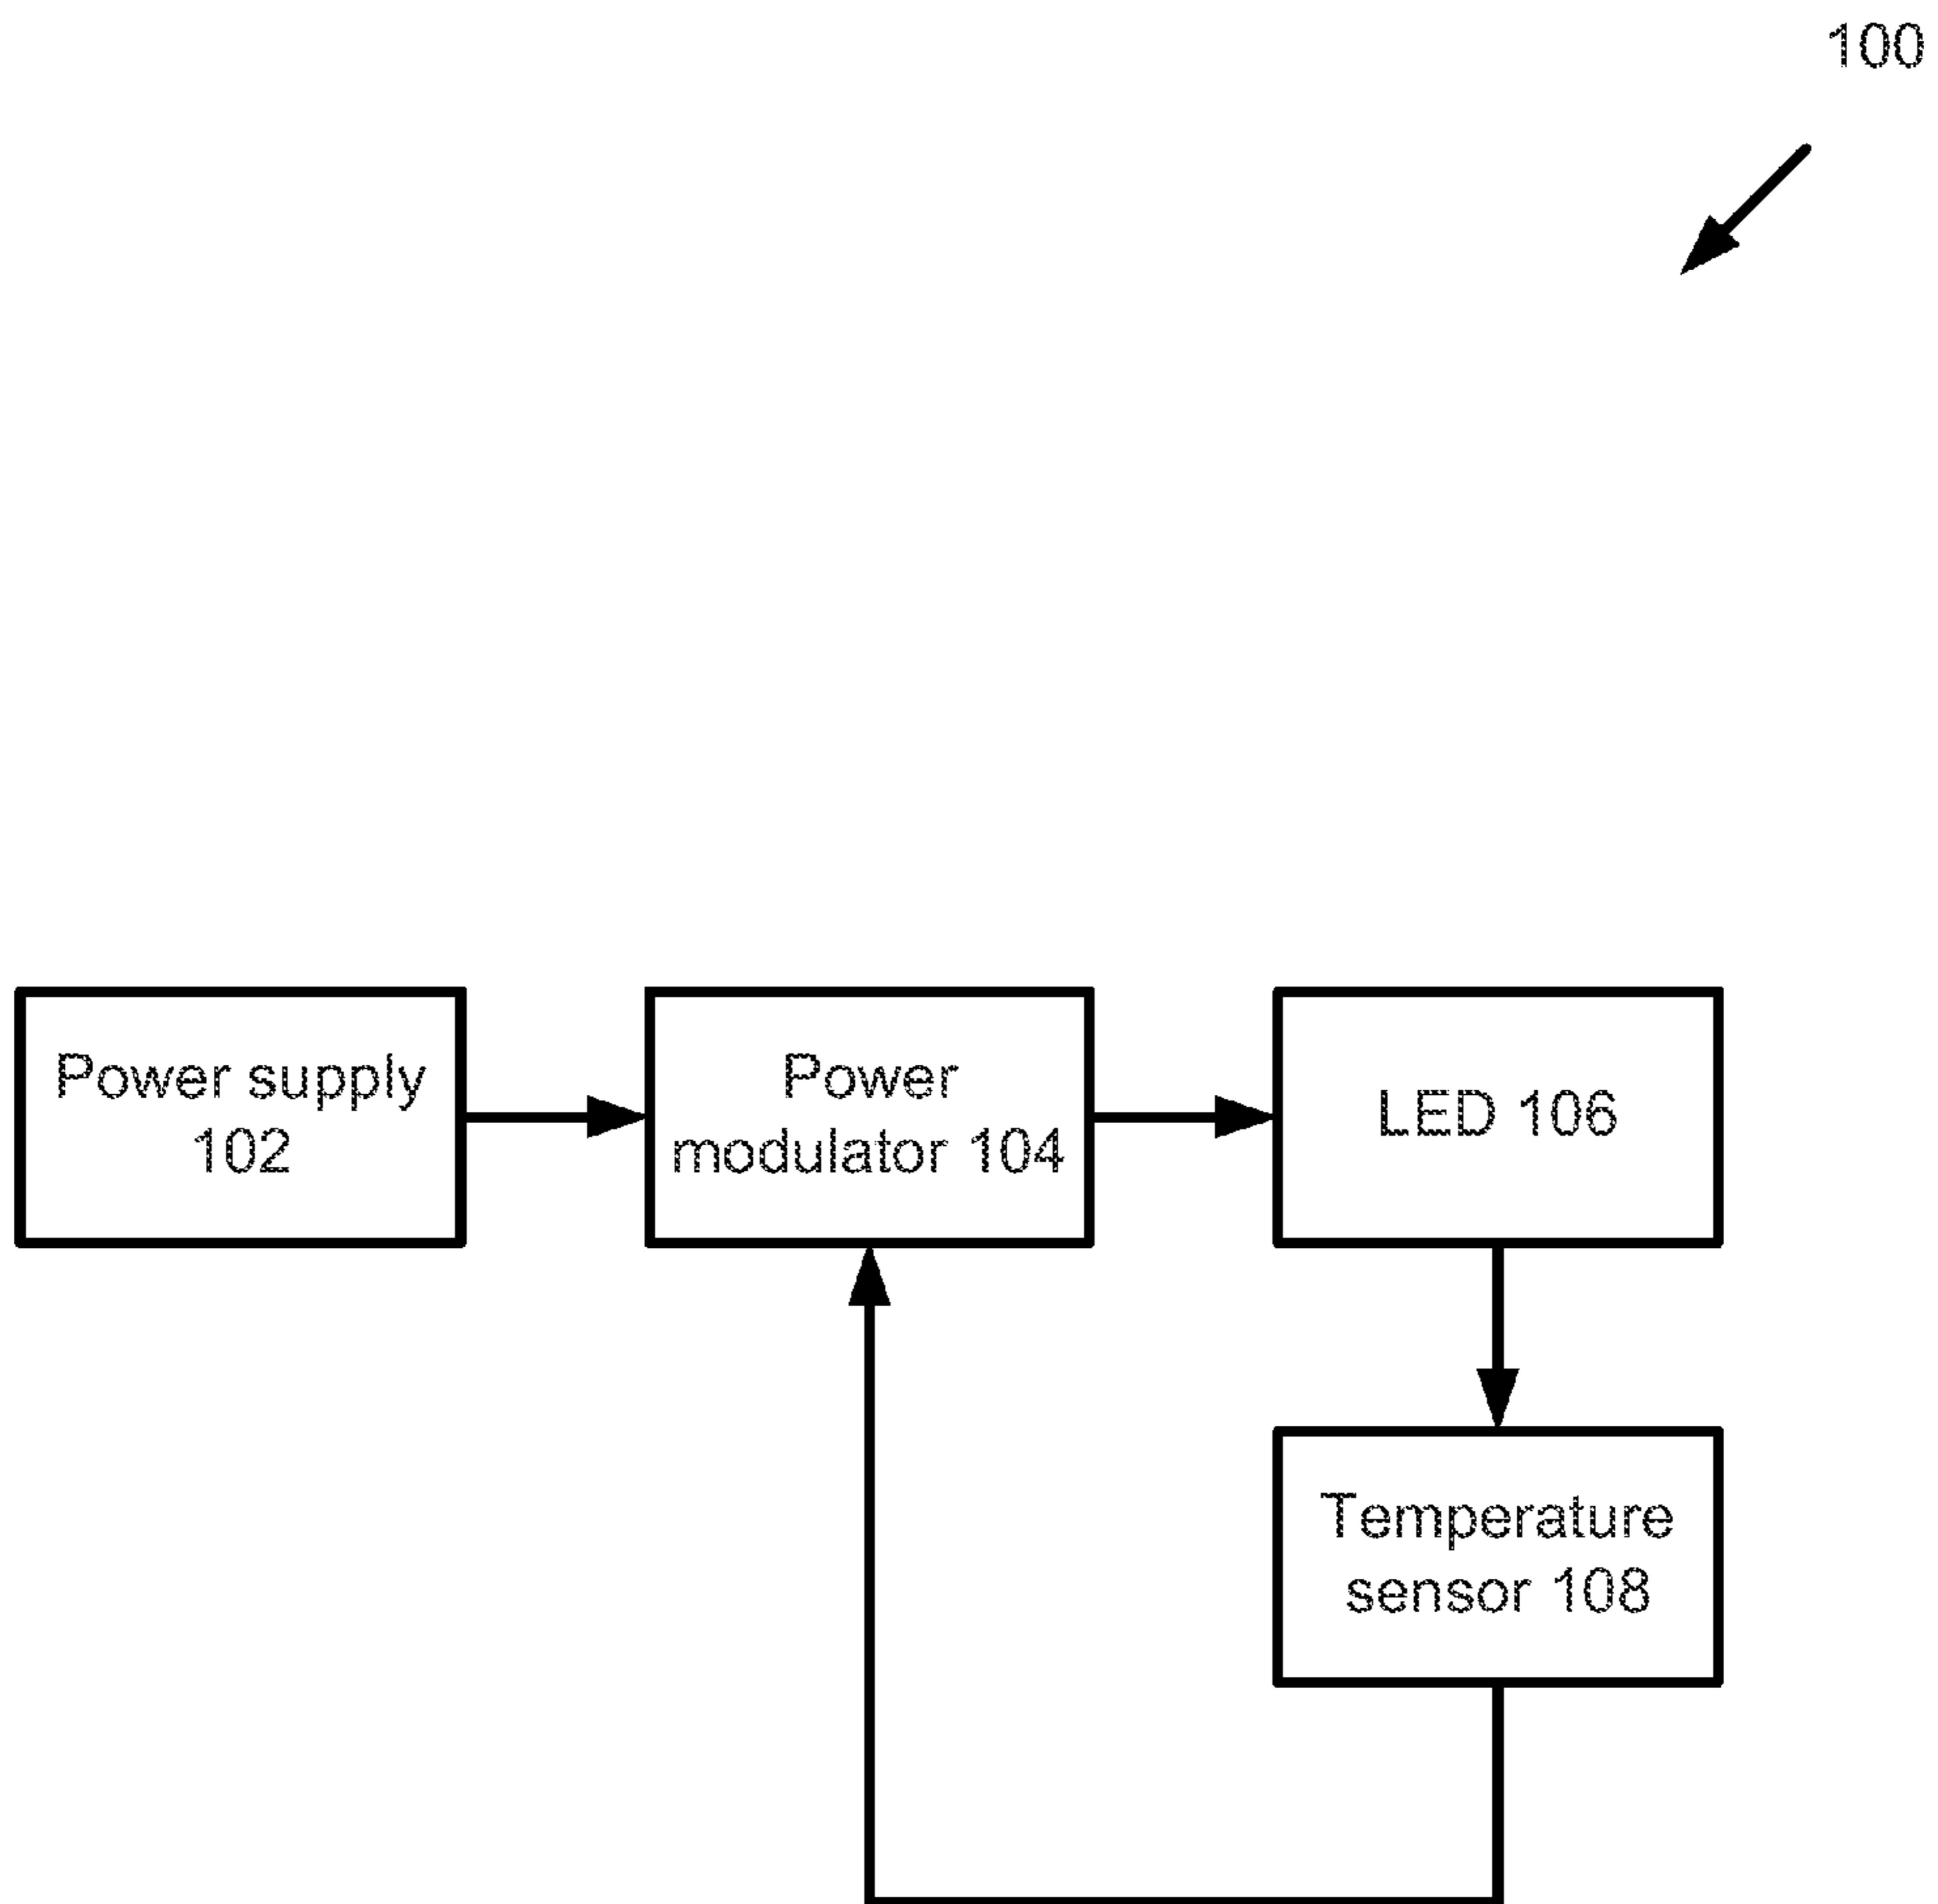 100
Power supply
102
Power
modulator 104
LED 106
Temperature
sensor 108